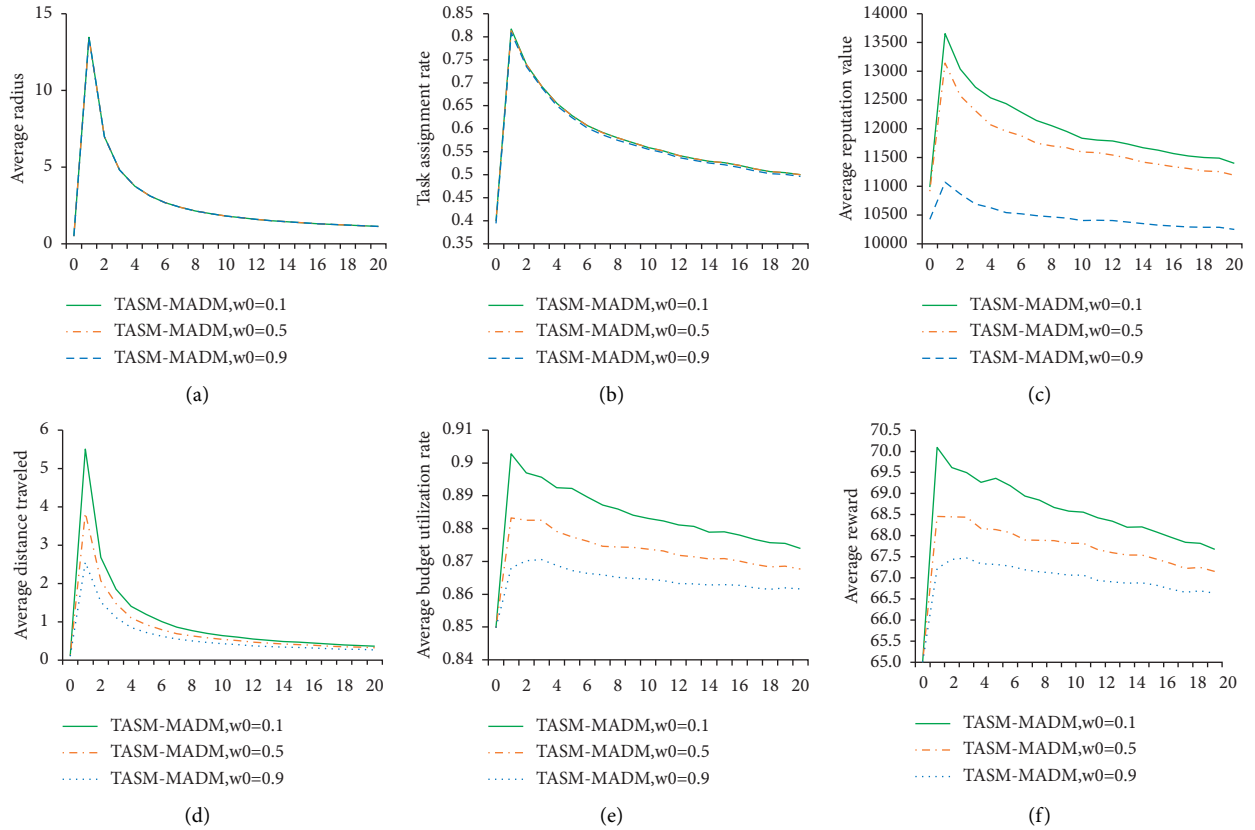 15
10
5
0
Average radius
0 2 4 6 8 10 12 14 16 18 20
TASM-MADM,w0=0.1
TASM-MADM,w0=0.5
TASM-MADM,w0=0.9
(a)
0.85
0.8
0.75
0.7
0.65
0.6
0.55
0.5
0.45
0.4
0.35
Task assignment rate
0 2 4 6 8 10 12 14 16 18 20
TASM-MADM,w0=0.1
TASM-MADM,w0=0.5
TASM-MADM,w0=0.9
(b)
14000
13500
13000
12500
12000
11500
11000
10500
10000
Average reputation value
0 2 4 6 8 10 12 14 16 18 20
TASM-MADM,w0=0.1
TASM-MADM,w0=0.5
TASM-MADM,w0=0.9
(c)
6
5
4
3
2
1
0
Average distance traveled
0 2 4 6 8 10 12 14 16 18 20
TASM-MADM,w0=0.1
TASM-MADM,w0=0.5
TASM-MADM,w0=0.9
(d)
0.91
0.9
0.89
0.88
0.87
0.86
0.85
0.84
Average budget utilization rate
0 2 4 6 8 10 12 14 16 18 20
TASM-MADM,w0=0.1
TASM-MADM,w0=0.5
TASM-MADM,w0=0.9
(e)
70.5
70.0
69.5
69.0
68.5
68.0
67.5
67.0
66.5
66.0
65.5
65.0
Average reward
0 2 4 6 8 10 12 14 16 18 20
TASM-MADM,w0=0.1
TASM-MADM,w0=0.5
TASM-MADM,w0=0.9
(f)